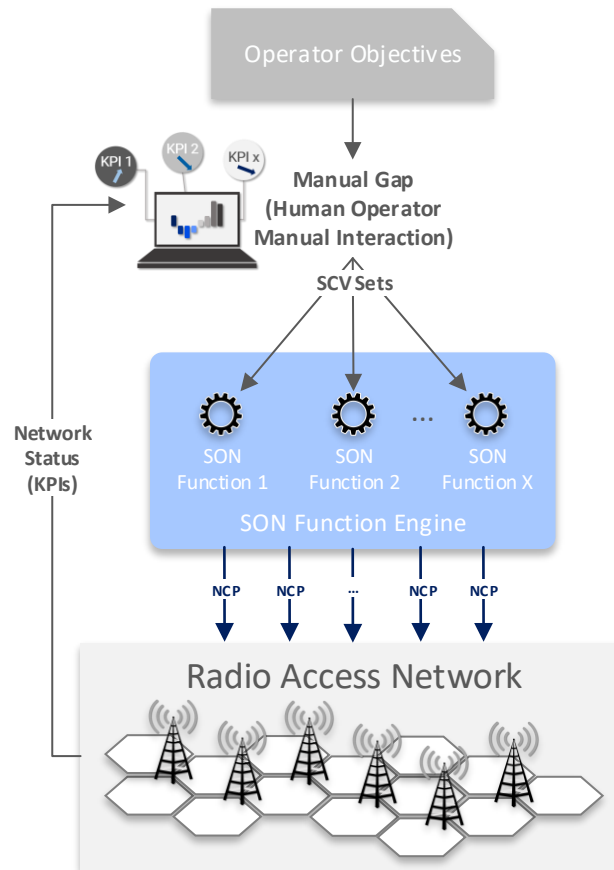 Operator Objectives
KPI 1
KPI 2
KPI x
Manual Gap
(Human Operator
Manual Interaction)
SCV Sets
Network
Status
(KPIs)
...
SON
Function 1
SON
Function 2
SON
Function X
SON Function Engine
NCP
NCP
...
NCP
NCP
Radio Access Network